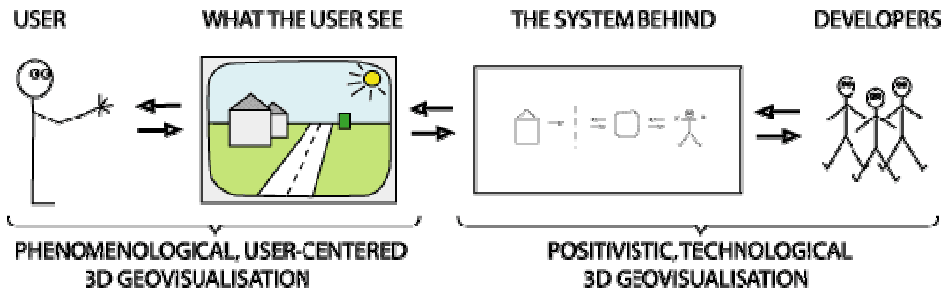 USER
WHAT THE USER SEE
THE SYSTEM BEHIND
DEVELOPERS
PHENOMENOLOGICAL, USER-CENTERED
3D GEOVISUALISATION
POSITIVISTIC, TECHNOLOGICAL
3D GEOVISUALISATION